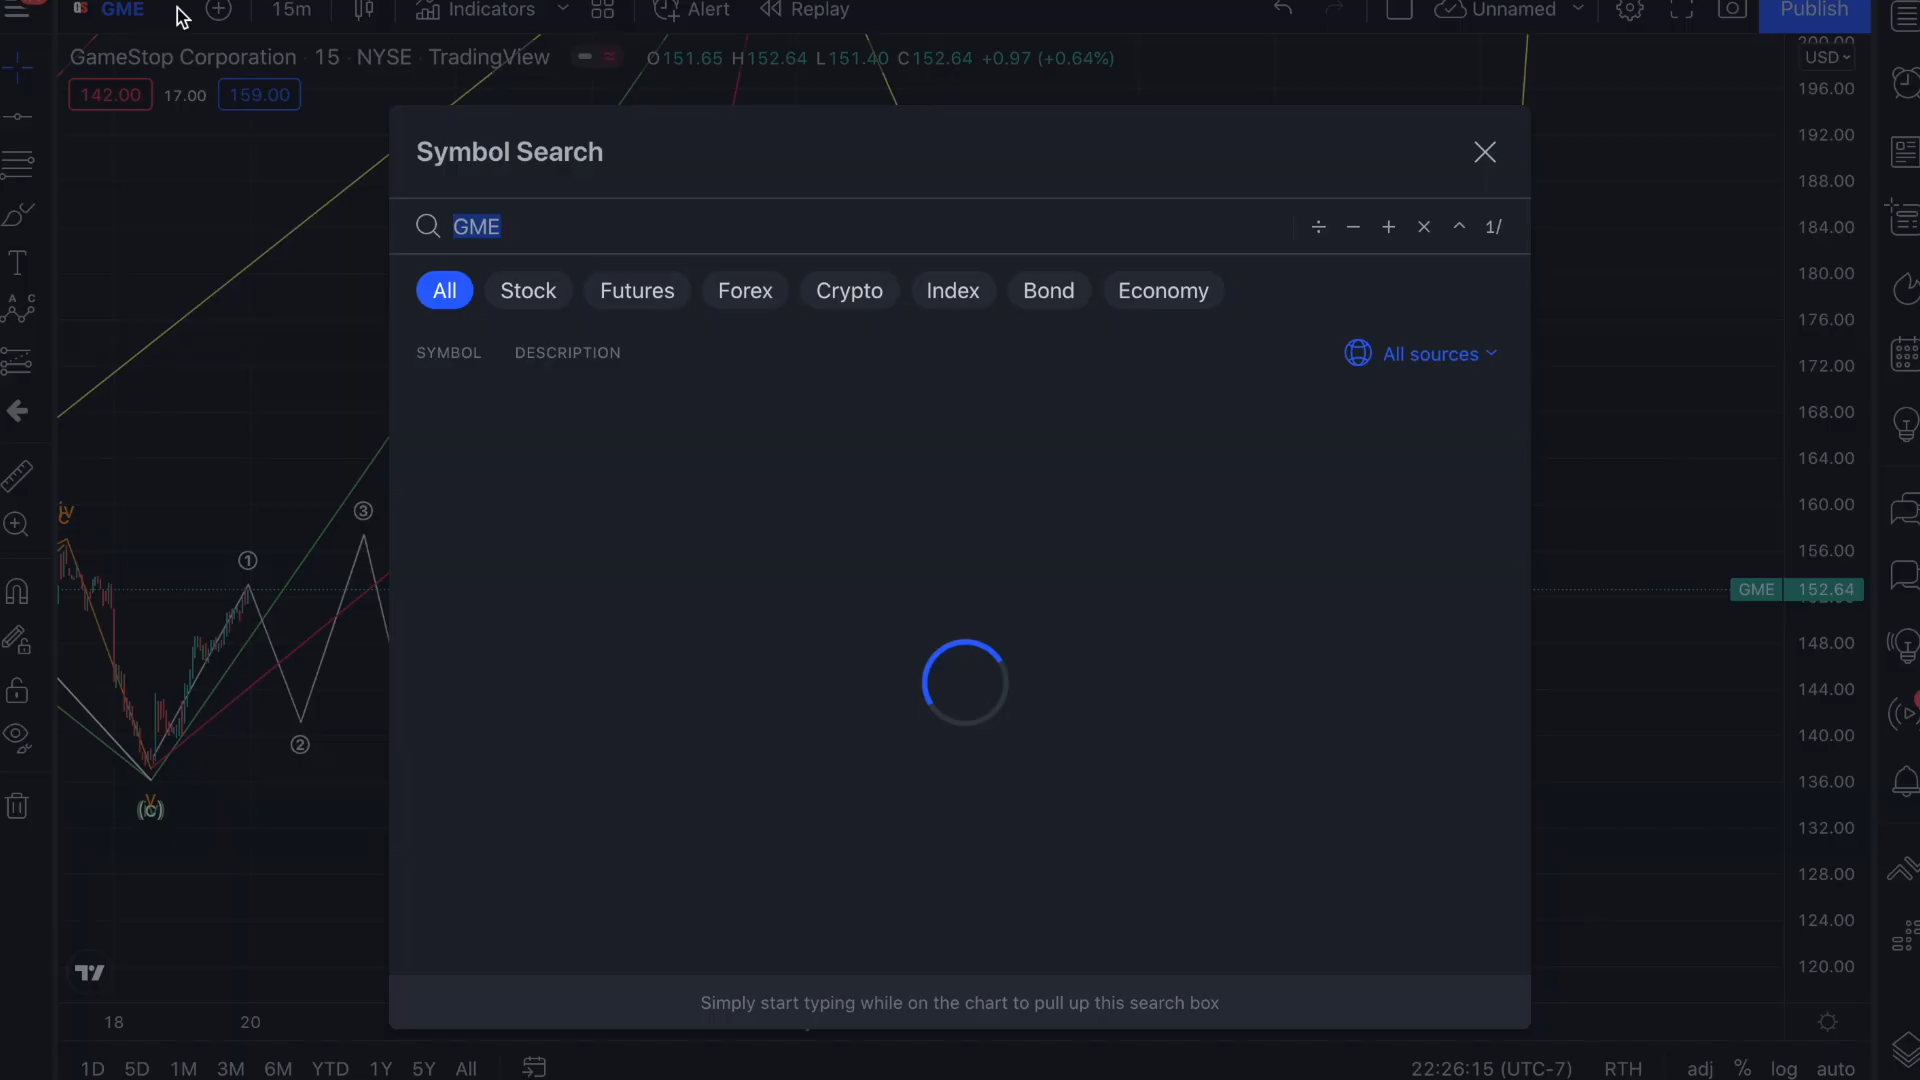 GME 15m Indicators Alert Replay Unnamed Publish
GameStop Corporation · 15 · NYSE · TradingView O151.65 H152.64 L151.40 C152.64 +0.97 (+0.64%)
142.00 17.00 159.00
200.00
USD
196.00
192.00
188.00
184.00
180.00
176.00
172.00
168.00
164.00
160.00
156.00
GME 152.64
148.00
144.00
140.00
136.00
132.00
128.00
124.00
120.00
Symbol Search
GME
÷ − + × ^ 1/
All Stock Futures Forex Crypto Index Bond Economy
SYMBOL DESCRIPTION All sources
Simply start typing while on the chart to pull up this search box
3
1
2
(C)
18 20
1D 5D 1M 3M 6M YTD 1Y 5Y All 22:26:15 (UTC-7) RTH adj % log auto